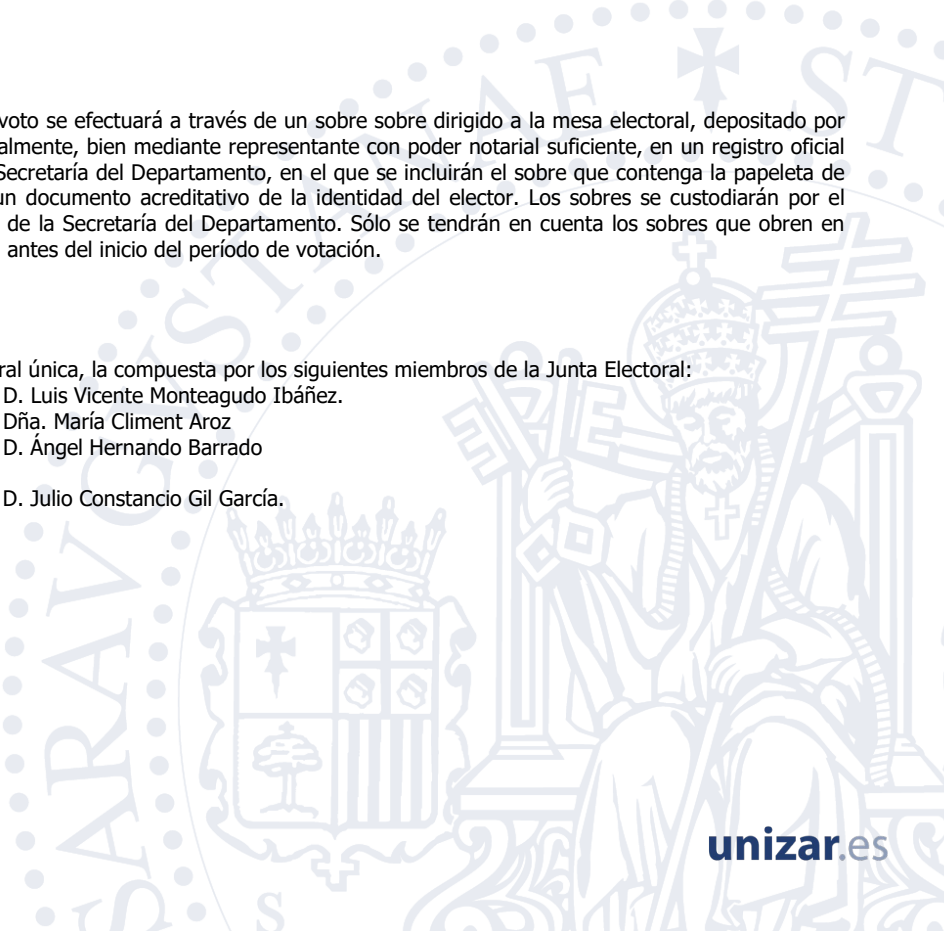 voto se efectuará a través de un sobre sobre dirigido a la mesa electoral, depositado por
almente, bien mediante representante con poder notarial suficiente, en un registro oficial
Secretaría del Departamento, en el que se incluirán el sobre que contenga la papeleta de
un documento acreditativo de la identidad del elector. Los sobres se custodiarán por el
de la Secretaría del Departamento. Sólo se tendrán en cuenta los sobres que obren en
antes del inicio del período de votación.
ral única, la compuesta por los siguientes miembros de la Junta Electoral:
D. Luis Vicente Monteagudo Ibáñez.
Dña. María Climent Aroz
D. Ángel Hernando Barrado
D. Julio Constancio Gil García.
SARAVGVSTANAE ST
S
unizar.es